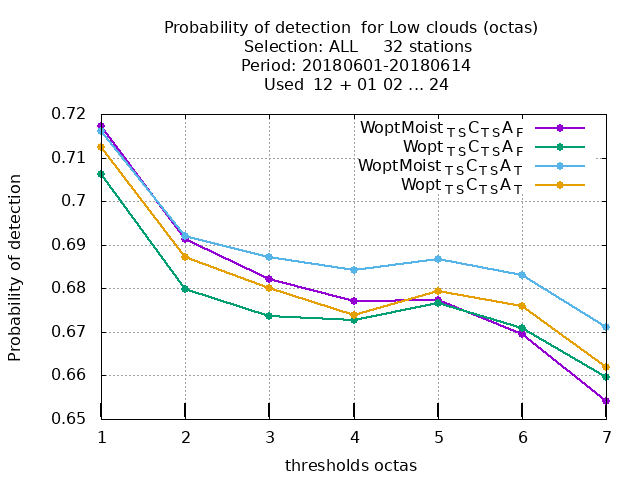 Probability of detection  for Low clouds (octas)
Selection: ALL     32 stations
Period: 20180601-20180614
Used  12 + 01 02 ... 24
WoptMoist TS C TS A F
Wopt TS C TS A F
WoptMoist TS C TS A T
Wopt TS C TS A T
0.72
0.71
0.7
0.69
0.68
0.67
0.66
0.65
Probability of detection
1 2 3 4 5 6 7
thresholds octas